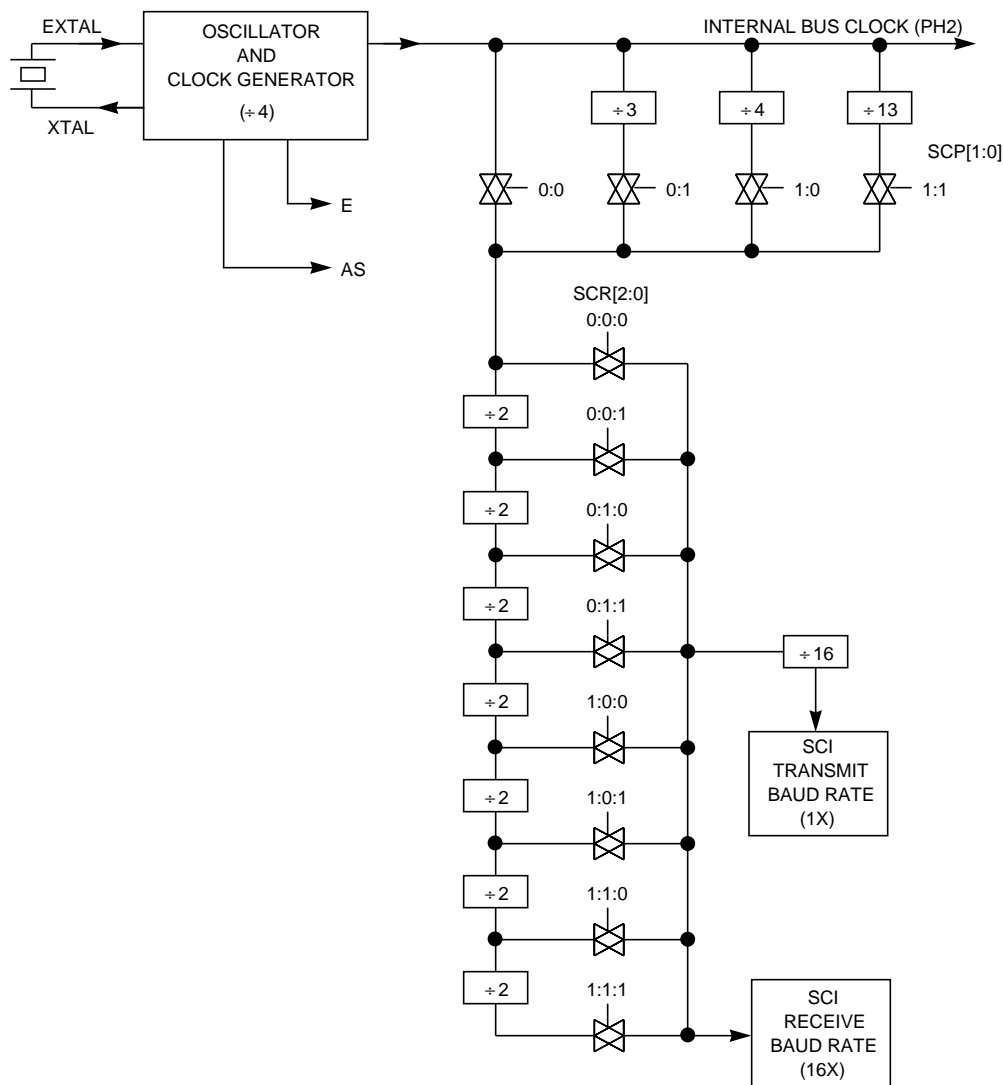 EXTAL
XTAL
OSCILLATOR
AND
CLOCK GENERATOR
(÷4)
E
AS
INTERNAL BUS CLOCK (PH2)
÷3
÷4
÷13
SCP[1:0]
0:0
0:1
1:0
1:1
SCR[2:0]
0:0:0
÷2
0:0:1
÷2
0:1:0
÷2
0:1:1
÷16
÷2
1:0:0
SCI
TRANSMIT
BAUD RATE
(1X)
÷2
1:0:1
÷2
1:1:0
÷2
1:1:1
SCI
RECEIVE
BAUD RATE
(16X)